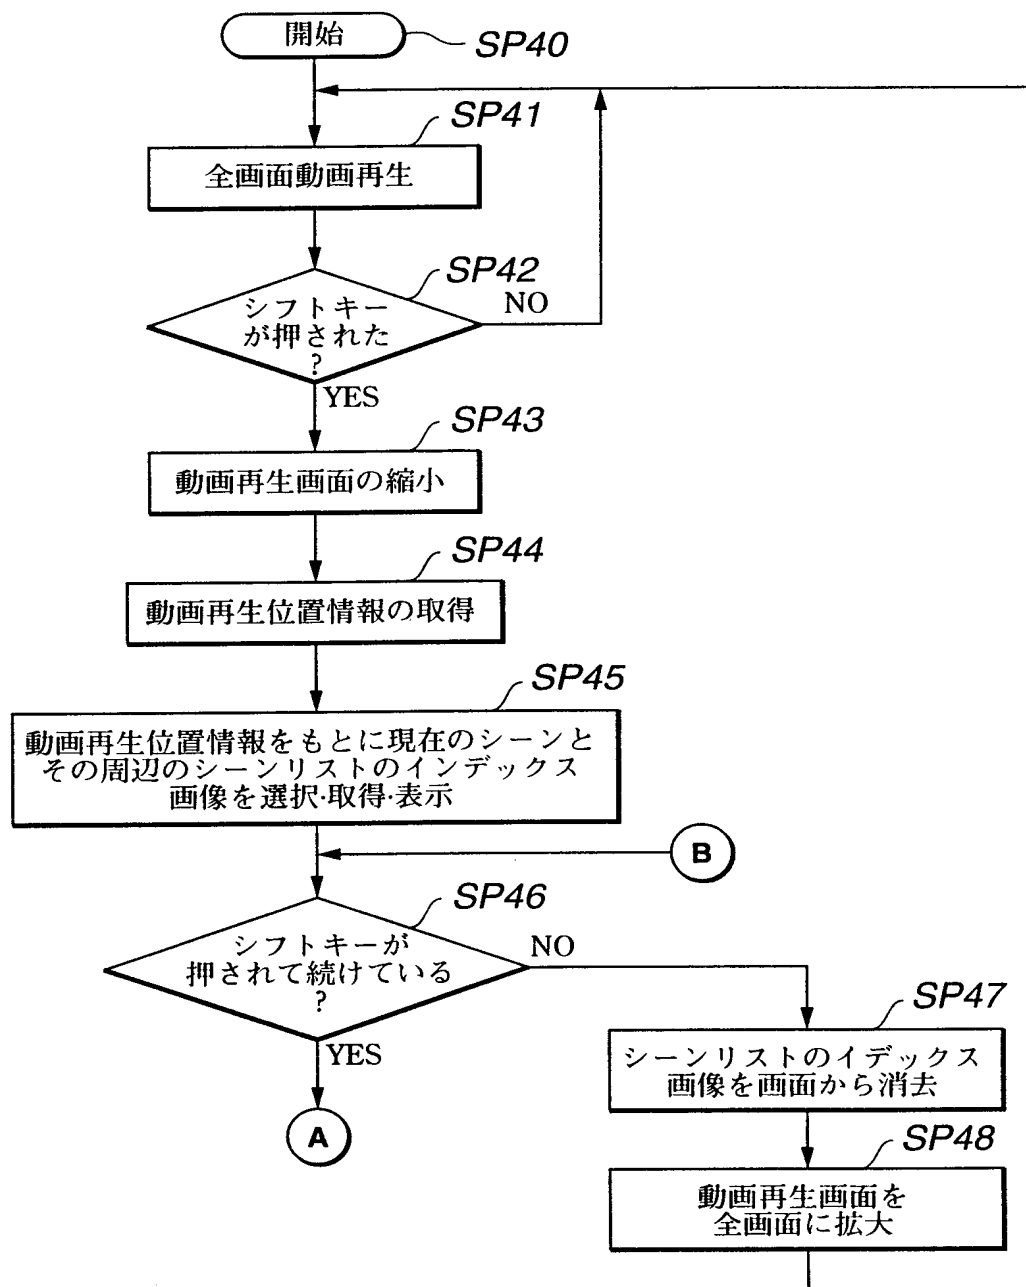 開始
SP40
SP41
全画面動画再生
SP42
シフトキー
が押された
?
NO
YES
SP43
動画再生画面の縮小
SP44
動画再生位置情報の取得
SP45
動画再生位置情報をもとに現在のシーンと
その周辺のシーンリストのインデックス
画像を選択·取得·表示
B
SP46
シフトキーが
押されて続けている
?
NO
YES
A
SP47
シーンリストのイデックス
画像を画面から消去
SP48
動画再生画面を
全画面に拡大